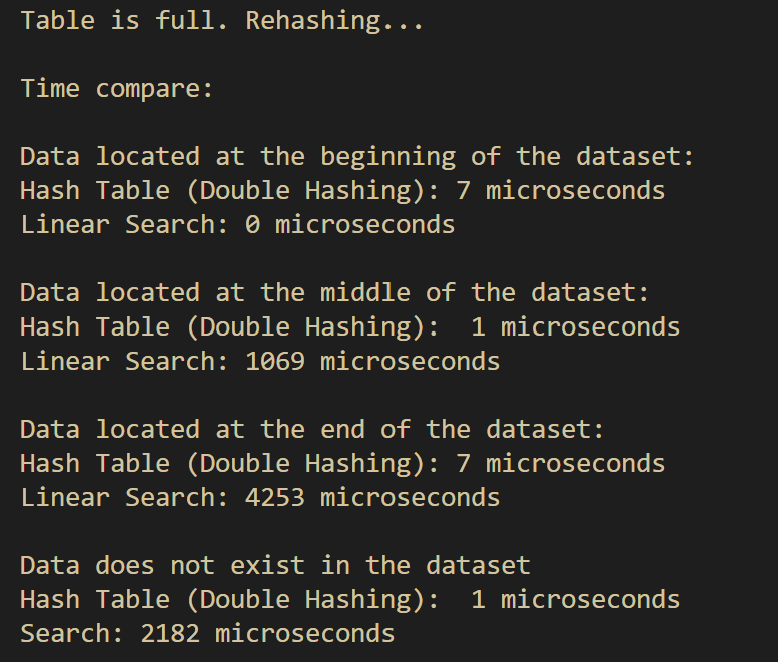 Table is full. Rehashing...
Time compare:
Data located at the beginning of the dataset:
Hash Table (Double Hashing): 7 microseconds
Linear Search: 0 microseconds
Data located at the middle of the dataset:
Hash Table (Double Hashing):  1 microseconds
Linear Search: 1069 microseconds
Data located at the end of the dataset:
Hash Table (Double Hashing): 7 microseconds
Linear Search: 4253 microseconds
Data does not exist in the dataset
Hash Table (Double Hashing):  1 microseconds
Search: 2182 microseconds